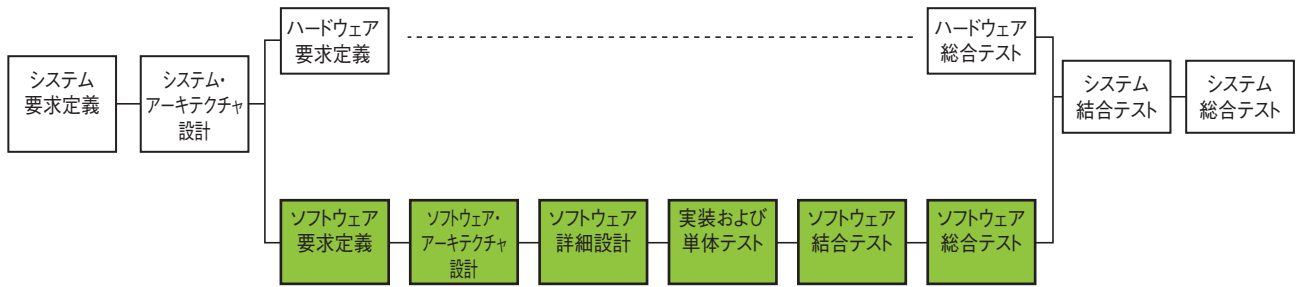 システム
要求定義
システム・
アーキテクチャ
設計
ハードウェア
要求定義
ハードウェア
総合テスト
システム
結合テスト
システム
総合テスト
ソフトウェア
要求定義
ソフトウェア・
アーキテクチャ
設計
ソフトウェア
詳細設計
実装および
単体テスト
ソフトウェア
結合テスト
ソフトウェア
総合テスト